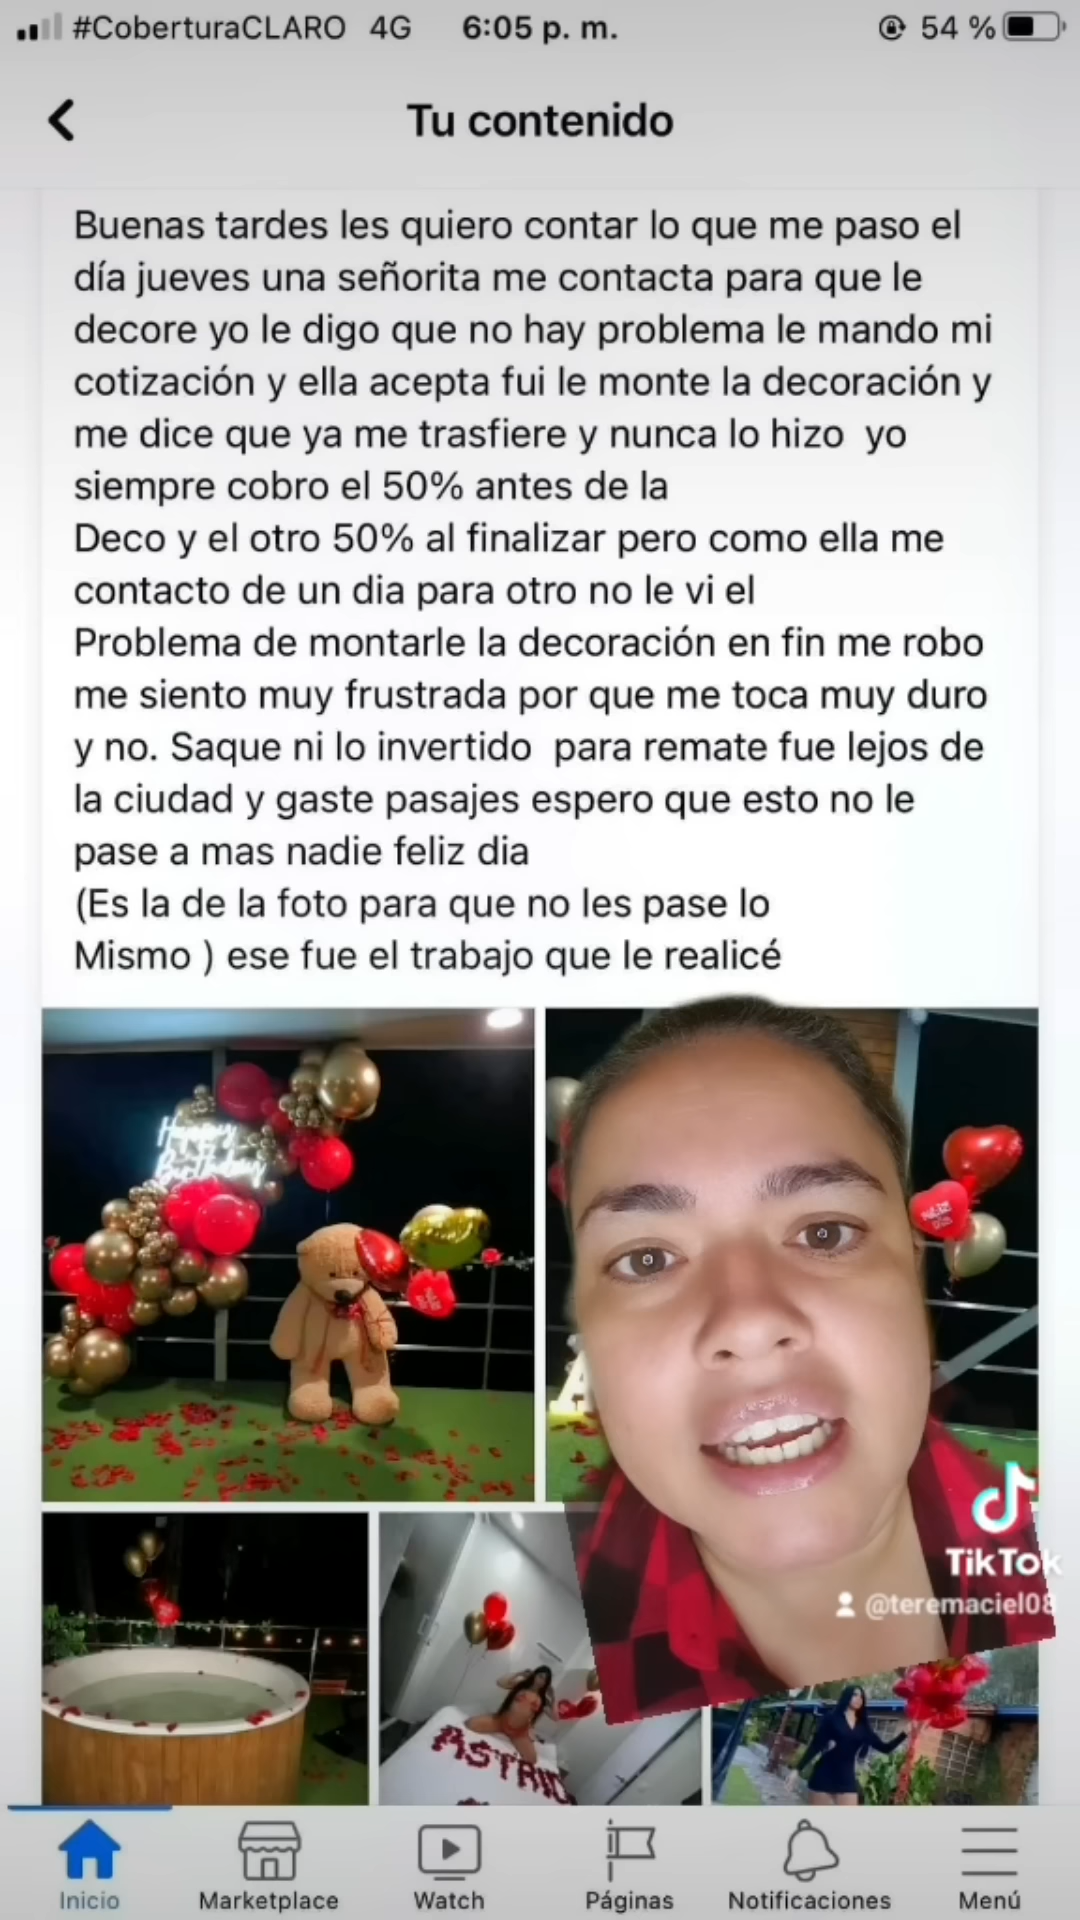 #CoberturaCLARO 4G 6:05 p. m. 54 %
Tu contenido
Buenas tardes les quiero contar lo que me paso el
día jueves una señorita me contacta para que le
decore yo le digo que no hay problema le mando mi
cotización y ella acepta fui le monte la decoración y
me dice que ya me trasfiere y nunca lo hizo yo
siempre cobro el 50% antes de la
Deco y el otro 50% al finalizar pero como ella me
contacto de un dia para otro no le vi el
Problema de montarle la decoración en fin me robo
me siento muy frustrada por que me toca muy duro
y no. Saque ni lo invertido para remate fue lejos de
la ciudad y gaste pasajes espero que esto no le
pase a mas nadie feliz dia
(Es la de la foto para que no les pase lo
Mismo ) ese fue el trabajo que le realicé
Happy
Birthday
ASTRID
TikTok
@teremaciel08
Inicio Marketplace Watch Páginas Notificaciones Menú